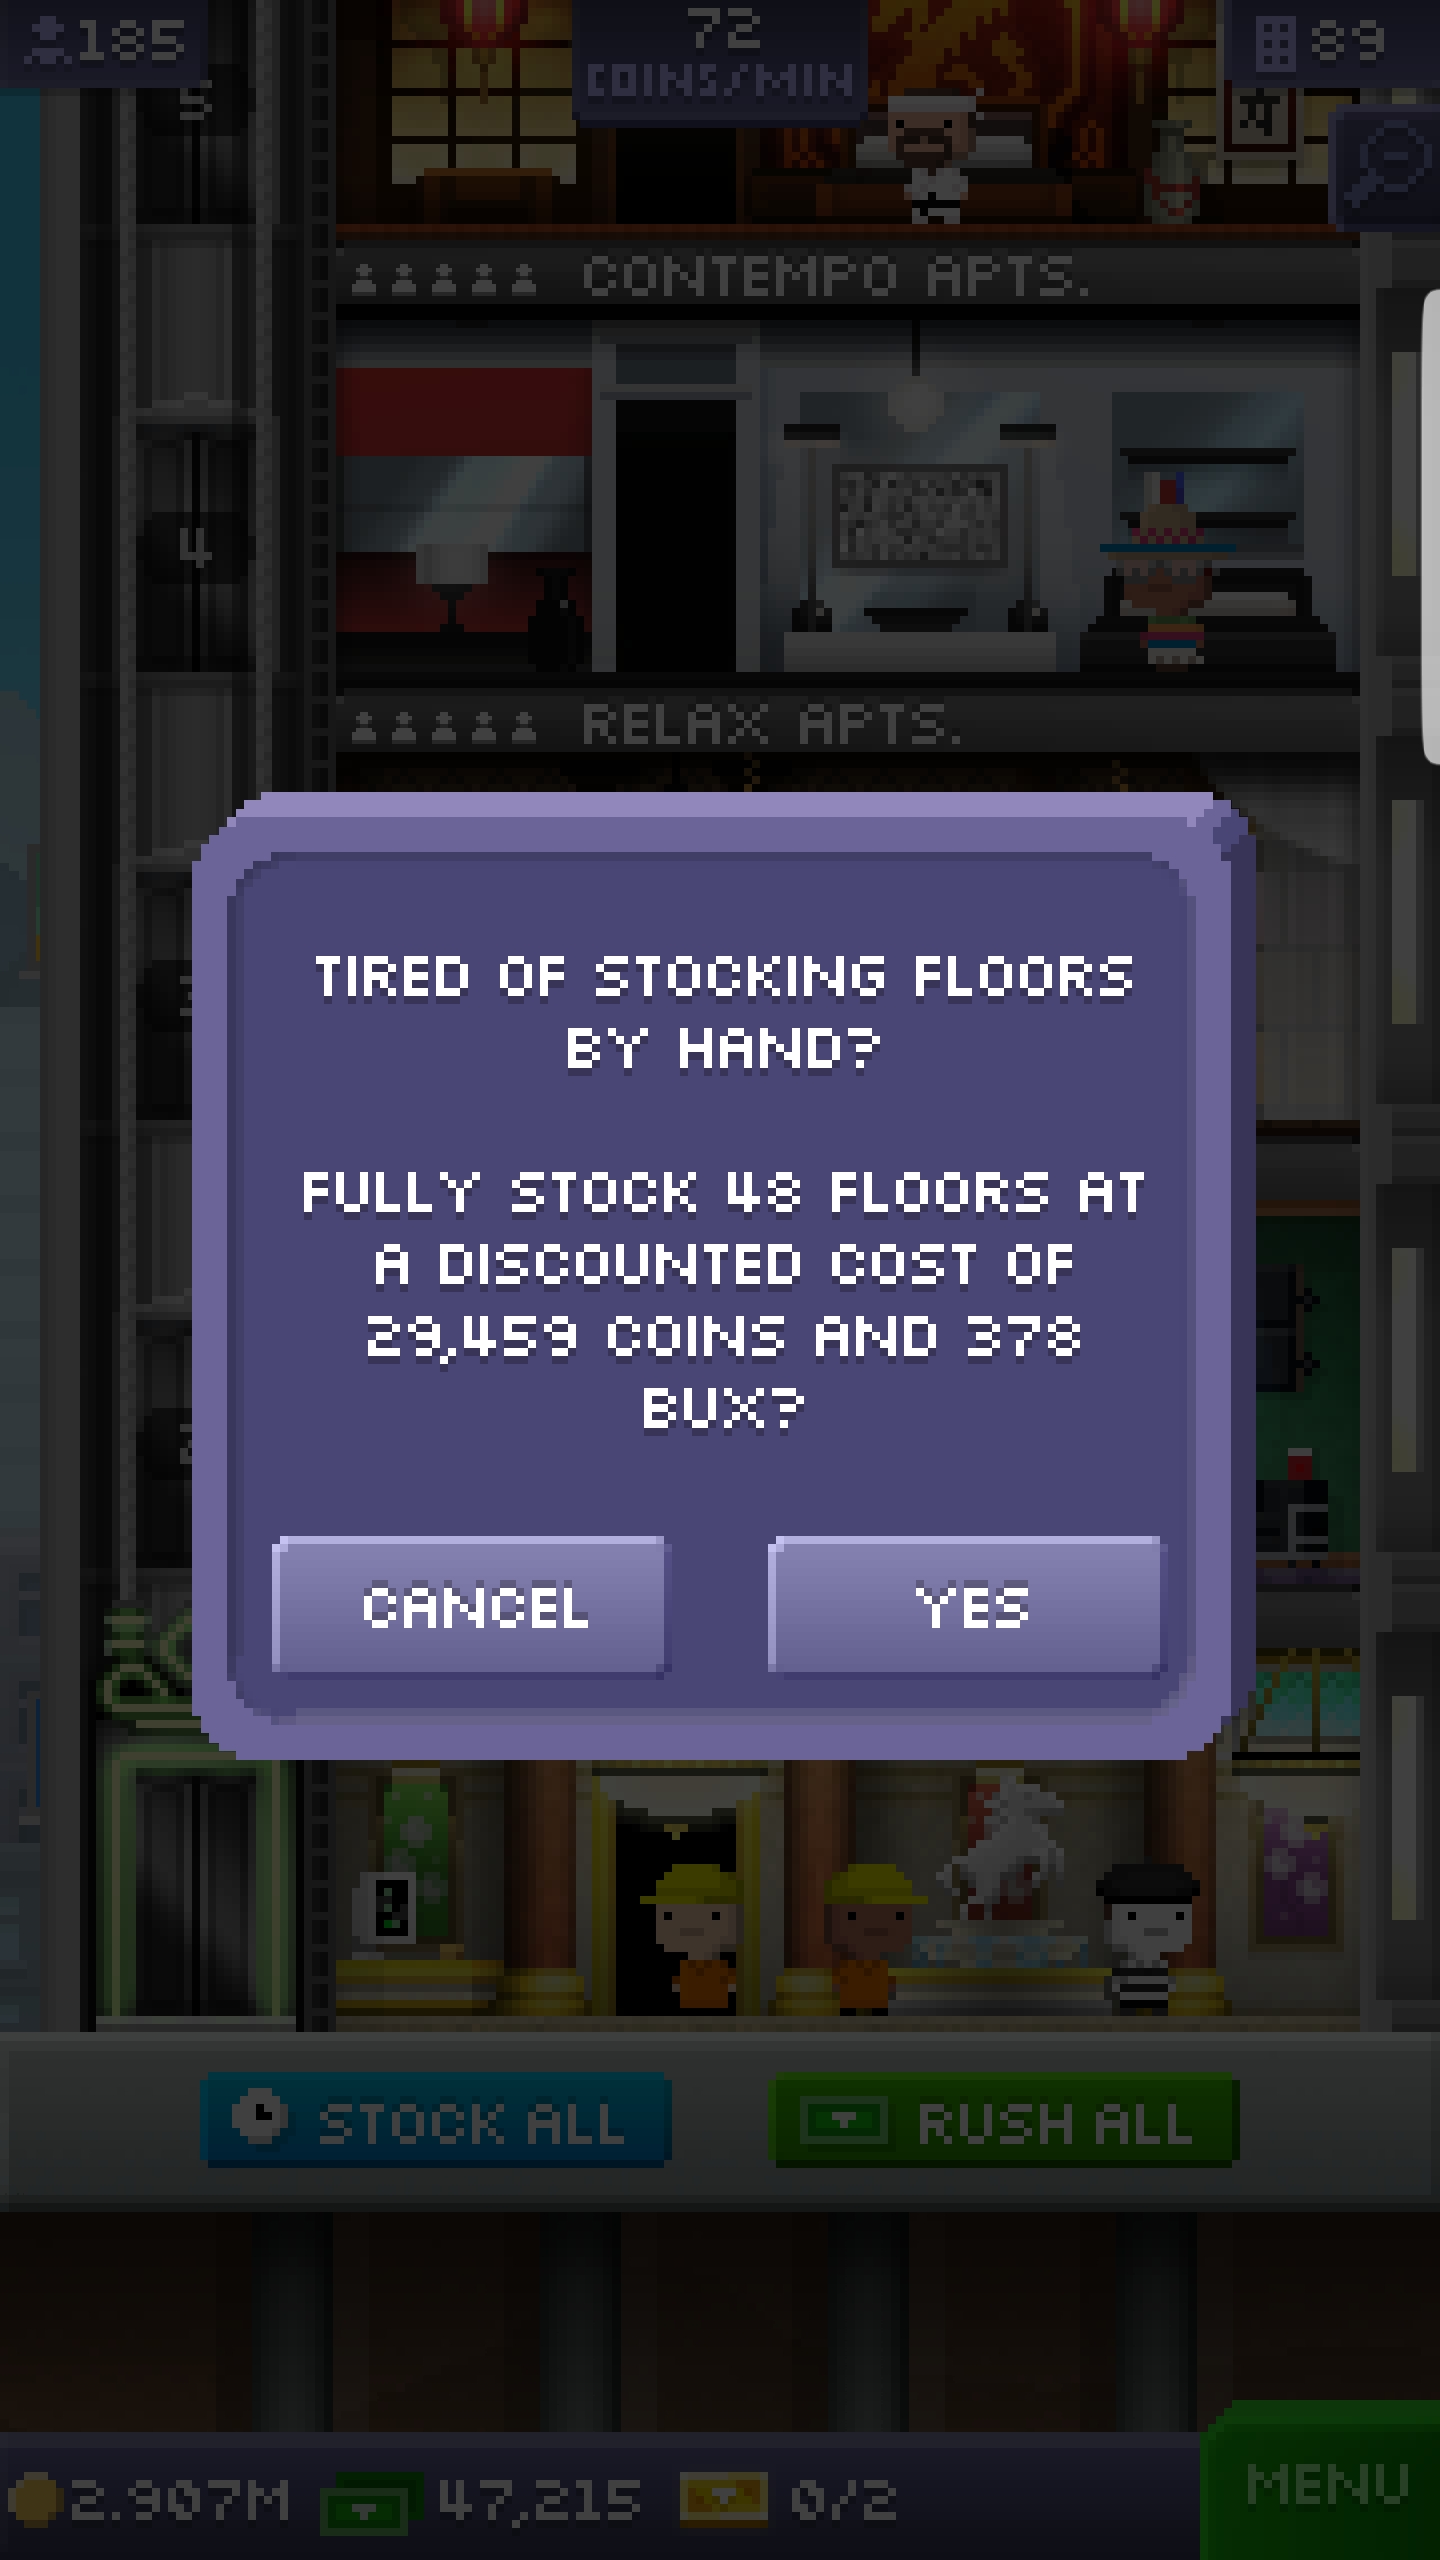 185
72
COINS/MIN
89
5
CONTEMPO APTS.
4
RELAX APTS.
TIRED OF STOCKING FLOORS
BY HAND?
FULLY STOCK 48 FLOORS AT
A DISCOUNTED COST OF
29,459 COINS AND 378
BUX?
CANCEL
YES
STOCK ALL
RUSH ALL
2.907M
47,215
0/2
MENU